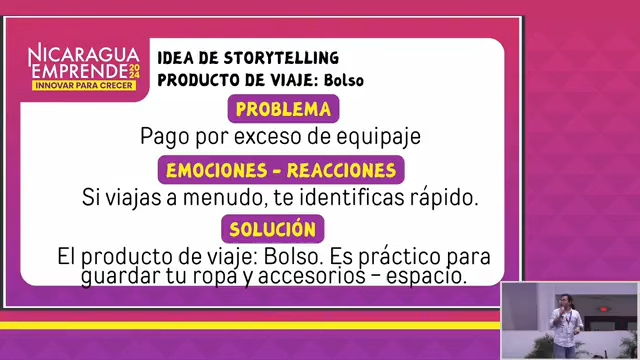 NICARAGUA
EMPRENDE 2024
INNOVAR PARA CRECER
IDEA DE STORYTELLING
PRODUCTO DE VIAJE: Bolso
PROBLEMA
Pago por exceso de equipaje
EMOCIONES - REACCIONES
Si viajas a menudo, te identificas rápido.
SOLUCIÓN
El producto de viaje: Bolso. Es práctico para
guardar tu ropa y accesorios - espacio.